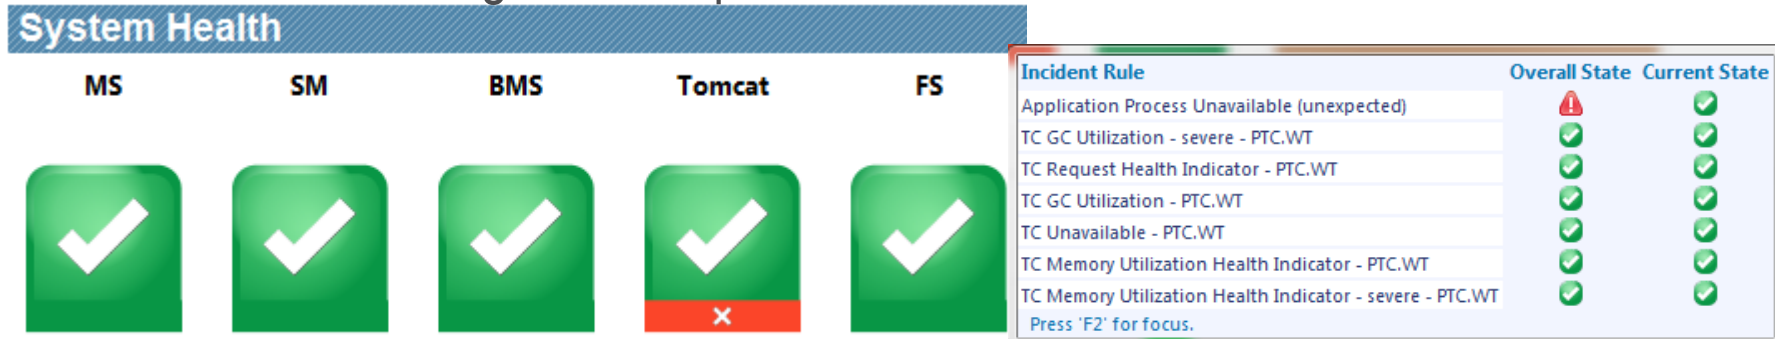 System Health
MS SM BMS Tomcat FS
Incident Rule Overall State Current State
Application Process Unavailable (unexpected)
TC GC Utilization - severe - PTC.WT
TC Request Health Indicator - PTC.WT
TC GC Utilization - PTC.WT
TC Unavailable - PTC.WT
TC Memory Utilization Health Indicator - PTC.WT
TC Memory Utilization Health Indicator - severe - PTC.WT
Press 'F2' for focus.